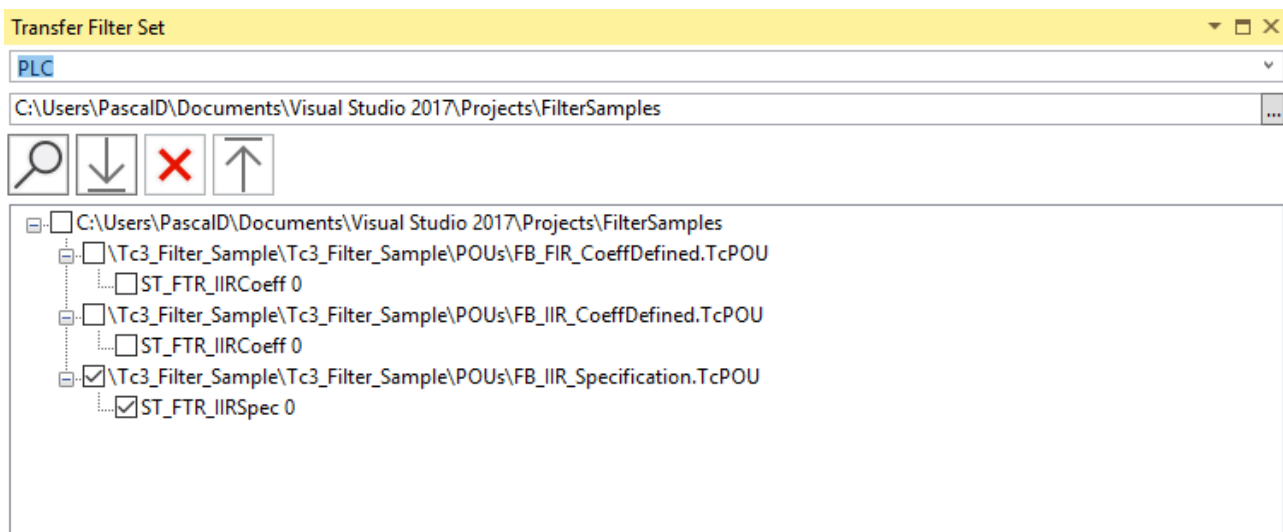 Transfer Filter Set
PLC
C:\Users\PascalD\Documents\Visual Studio 2017\Projects\FilterSamples
...
C:\Users\PascalD\Documents\Visual Studio 2017\Projects\FilterSamples
\Tc3_Filter_Sample\Tc3_Filter_Sample\POUs\FB_FIR_CoeffDefined.TcPOU
ST_FTR_IIRCoeff 0
\Tc3_Filter_Sample\Tc3_Filter_Sample\POUs\FB_IIR_CoeffDefined.TcPOU
ST_FTR_IIRCoeff 0
\Tc3_Filter_Sample\Tc3_Filter_Sample\POUs\FB_IIR_Specification.TcPOU
ST_FTR_IIRSpec 0